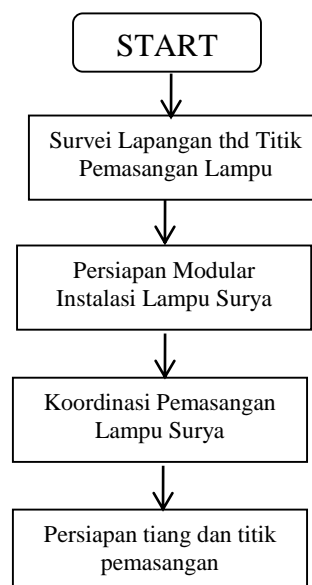 START
Survei Lapangan thd Titik
Pemasangan Lampu
Persiapan Modular
Instalasi Lampu Surya
Koordinasi Pemasangan
Lampu Surya
Persiapan tiang dan titik
pemasangan